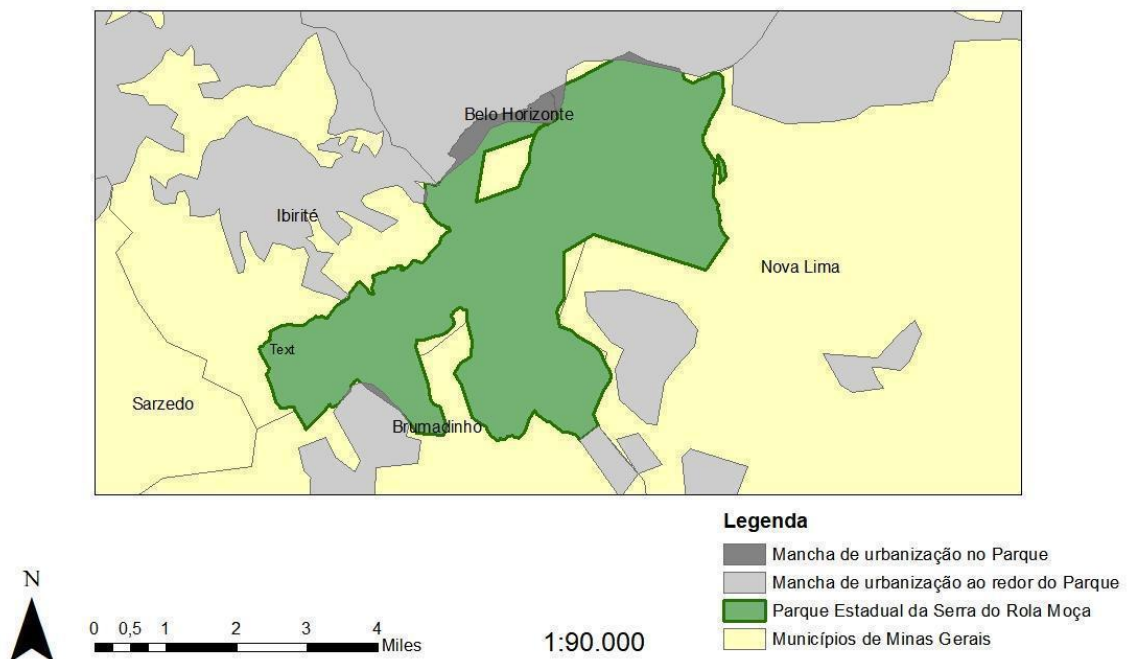 Belo Horizonte
Ibirité
Nova Lima
Text
Sarzedo
Brumadinho
Legenda
Mancha de urbanização no Parque
Mancha de urbanização ao redor do Parque
Parque Estadual da Serra do Rola Moça
Municípios de Minas Gerais
N
0 0,5 1 2 3 4
Miles
1:90.000